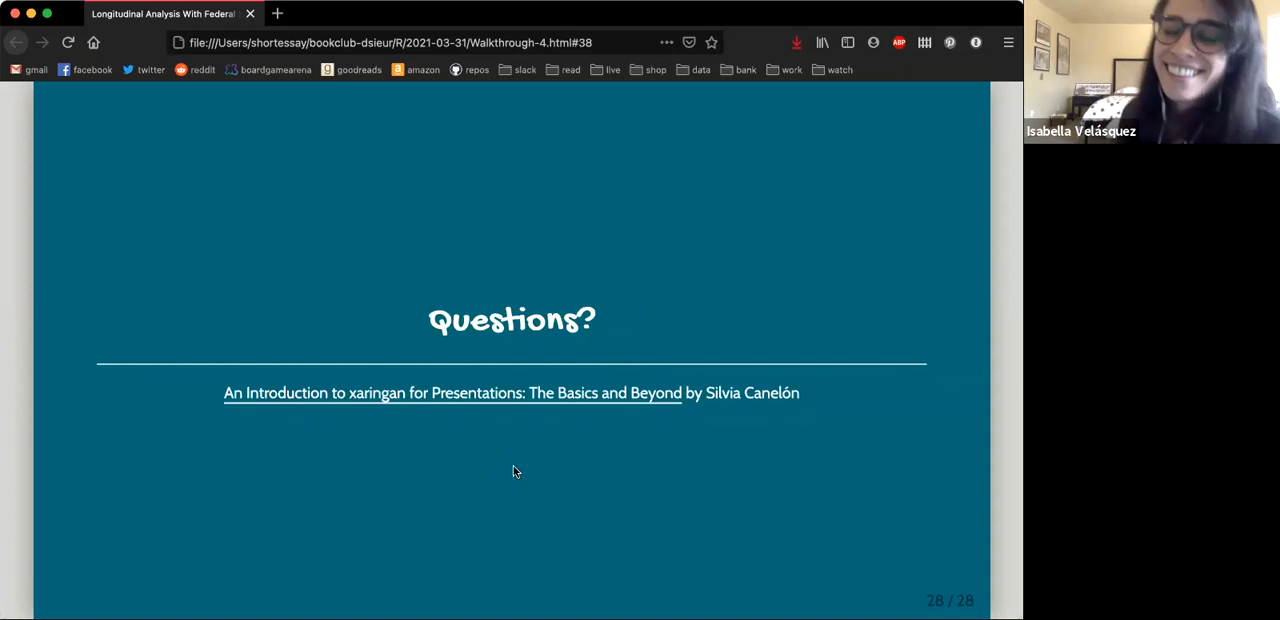 Longitudinal Analysis With Federal
file:///Users/shortessay/bookclub-dsieur/R/2021-03-31/Walkthrough-4.html#38
ABP
gmail facebook twitter reddit boardgamearena goodreads amazon repos slack read live shop data bank work watch
Isabella Velásquez
Questions?
An Introduction to xaringan for Presentations: The Basics and Beyond by Silvia Canelón
28 / 28